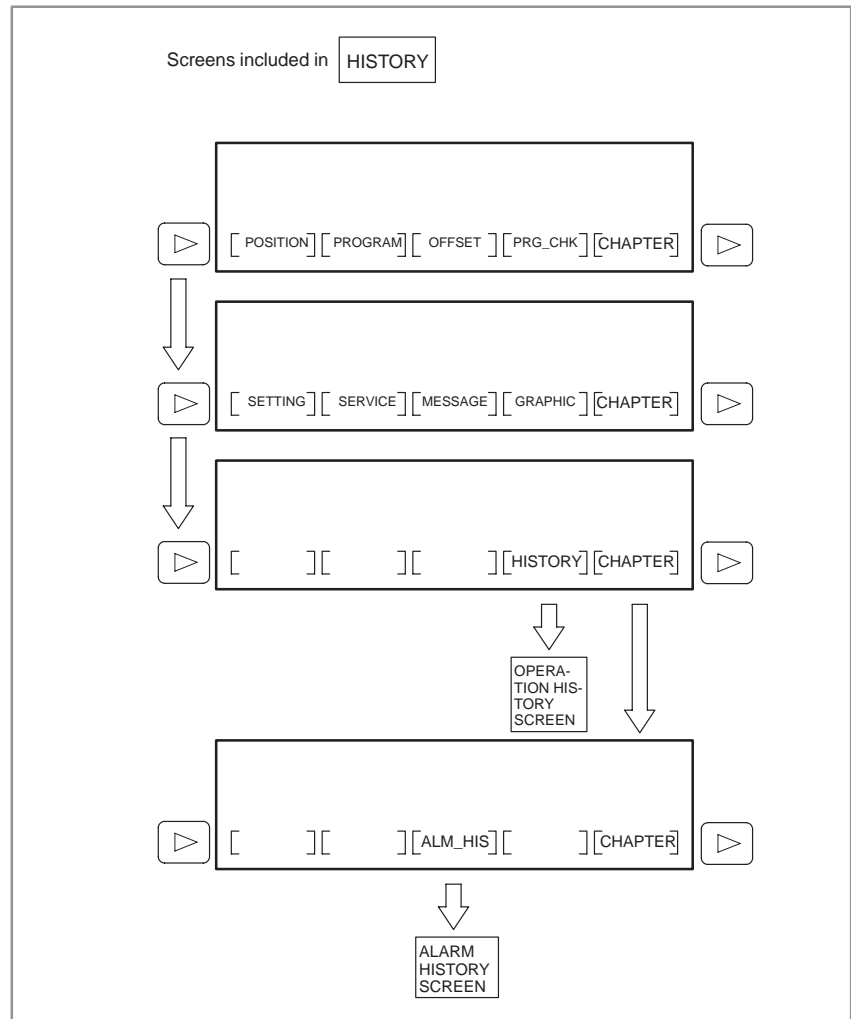 Screens included in HISTORY
[ POSITION] [ PROGRAM] [ OFFSET ] [ PRG_CHK ] [CHAPTER]
[ SETTING ] [ SERVICE ] [MESSAGE] [ GRAPHIC ] [CHAPTER]
[ ] [ ] [ ] [HISTORY] [CHAPTER]
OPERA-
TION HIS-
TORY
SCREEN
[ ] [ ] [ALM_HIS] [ ] [CHAPTER]
ALARM
HISTORY
SCREEN